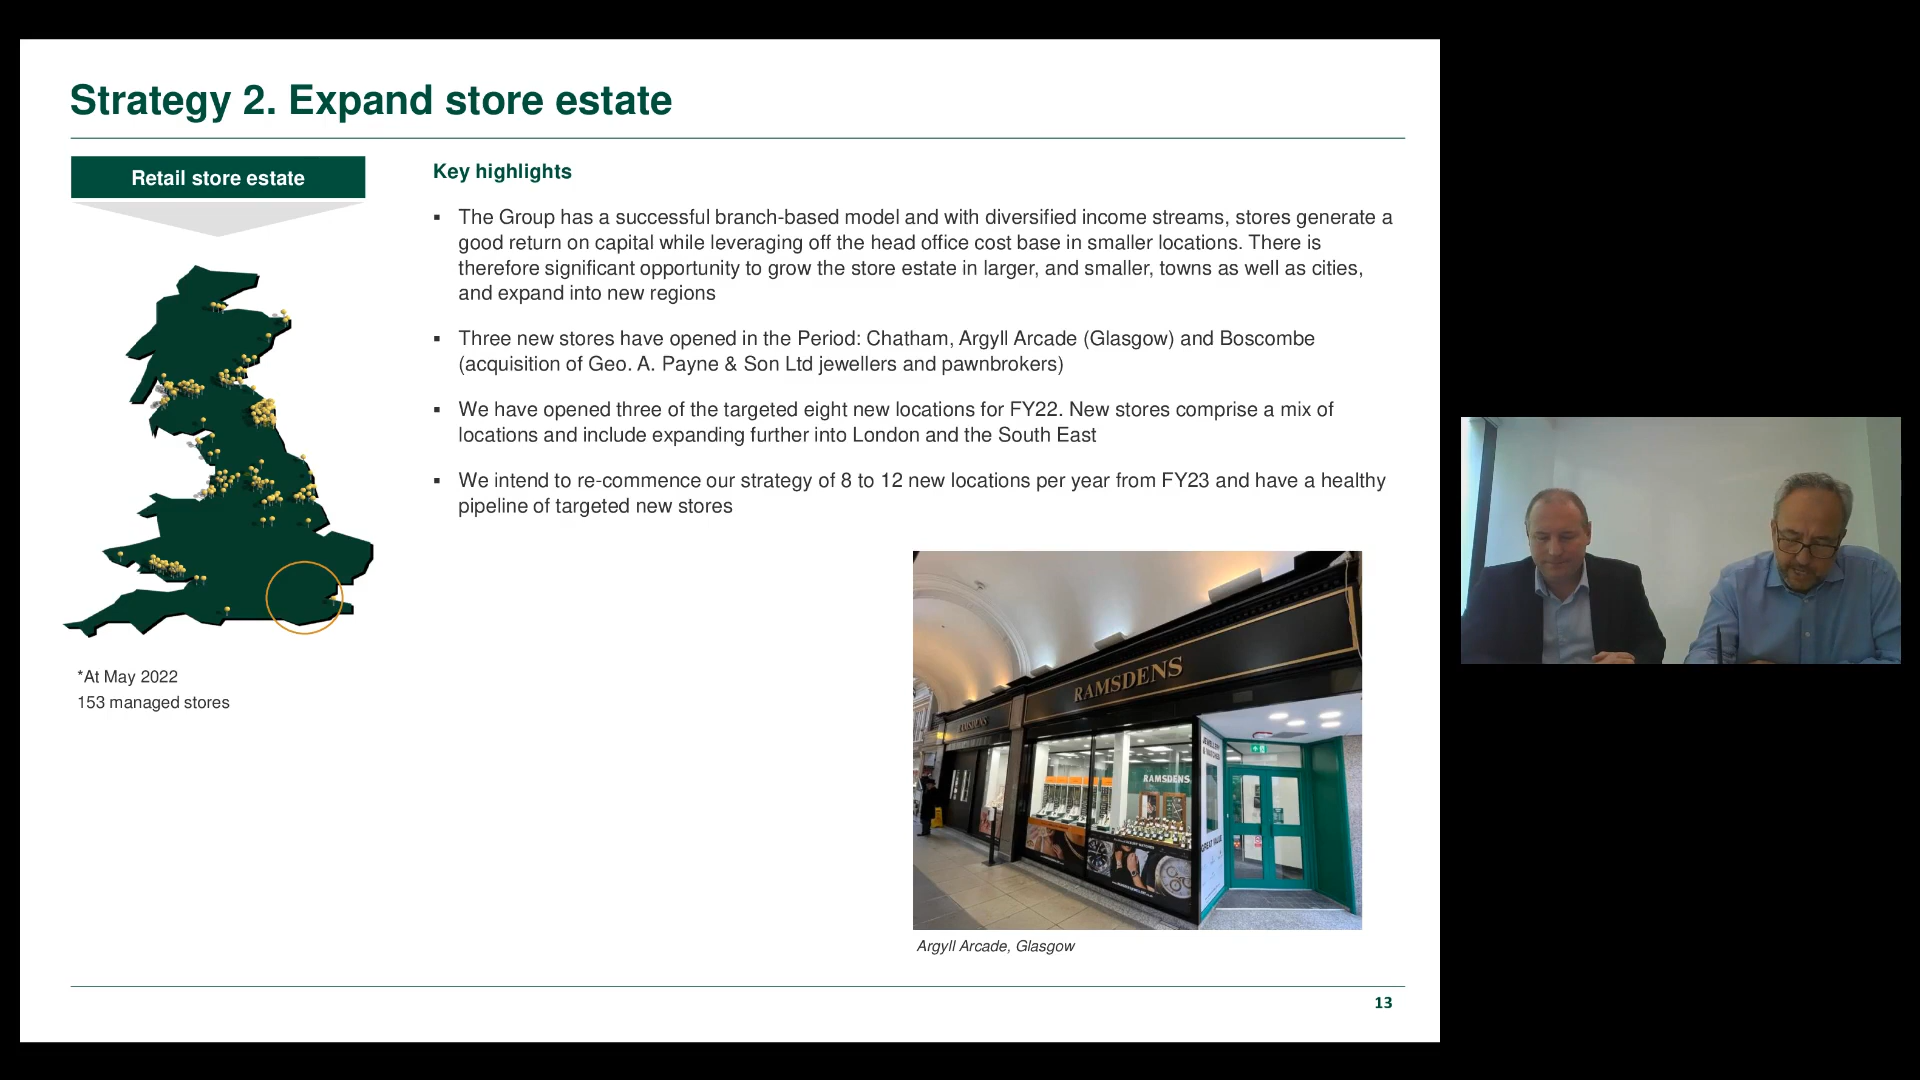 Strategy 2. Expand store estate
Retail store estate
*At May 2022
153 managed stores
Key highlights
▪ The Group has a successful branch-based model and with diversified income streams, stores generate a
good return on capital while leveraging off the head office cost base in smaller locations. There is
therefore significant opportunity to grow the store estate in larger, and smaller, towns as well as cities,
and expand into new regions
▪ Three new stores have opened in the Period: Chatham, Argyll Arcade (Glasgow) and Boscombe
(acquisition of Geo. A. Payne & Son Ltd jewellers and pawnbrokers)
▪ We have opened three of the targeted eight new locations for FY22. New stores comprise a mix of
locations and include expanding further into London and the South East
▪ We intend to re-commence our strategy of 8 to 12 new locations per year from FY23 and have a healthy
pipeline of targeted new stores
RAMSDENS
RAMSDENS
RAMSDENS
JEWELLERY
& WATCHES
GREAT VALUE
Argyll Arcade, Glasgow
13